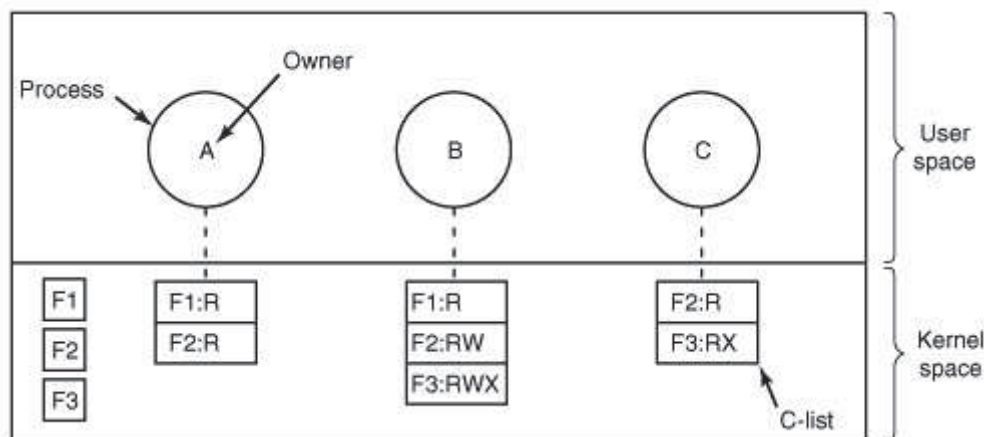 Owner
Process
A
B
C
User
space
F1
F2
F3
F1:R
F2:R
F1:R
F2:RW
F3:RWX
F2:R
F3:RX
C-list
Kernel
space